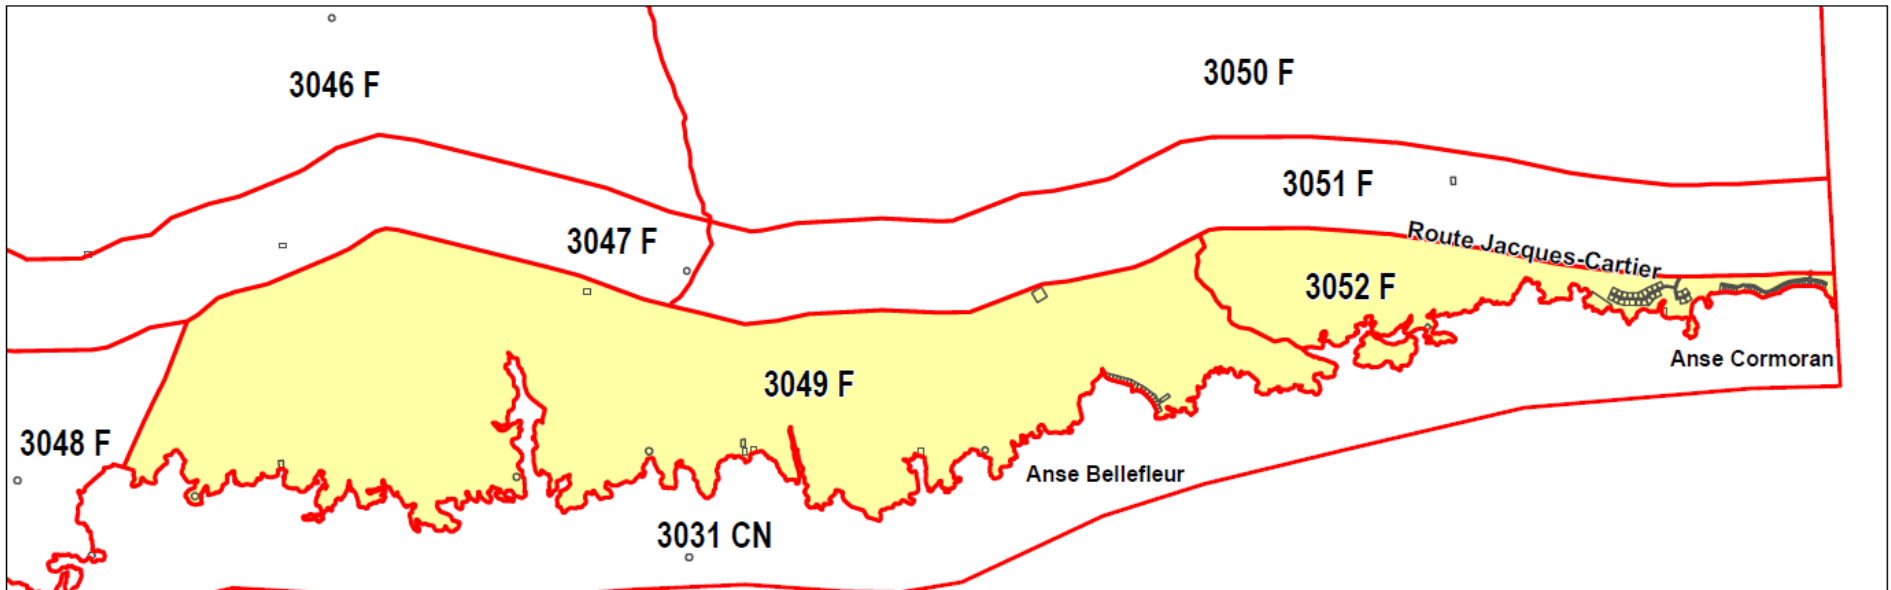 3050 F
3046 F
3051 F
Route Jacques-Cartier
3047 F
3052 F
Anse Cormoran
3049 F
3048 F
Anse Bellefleur
3031 CN